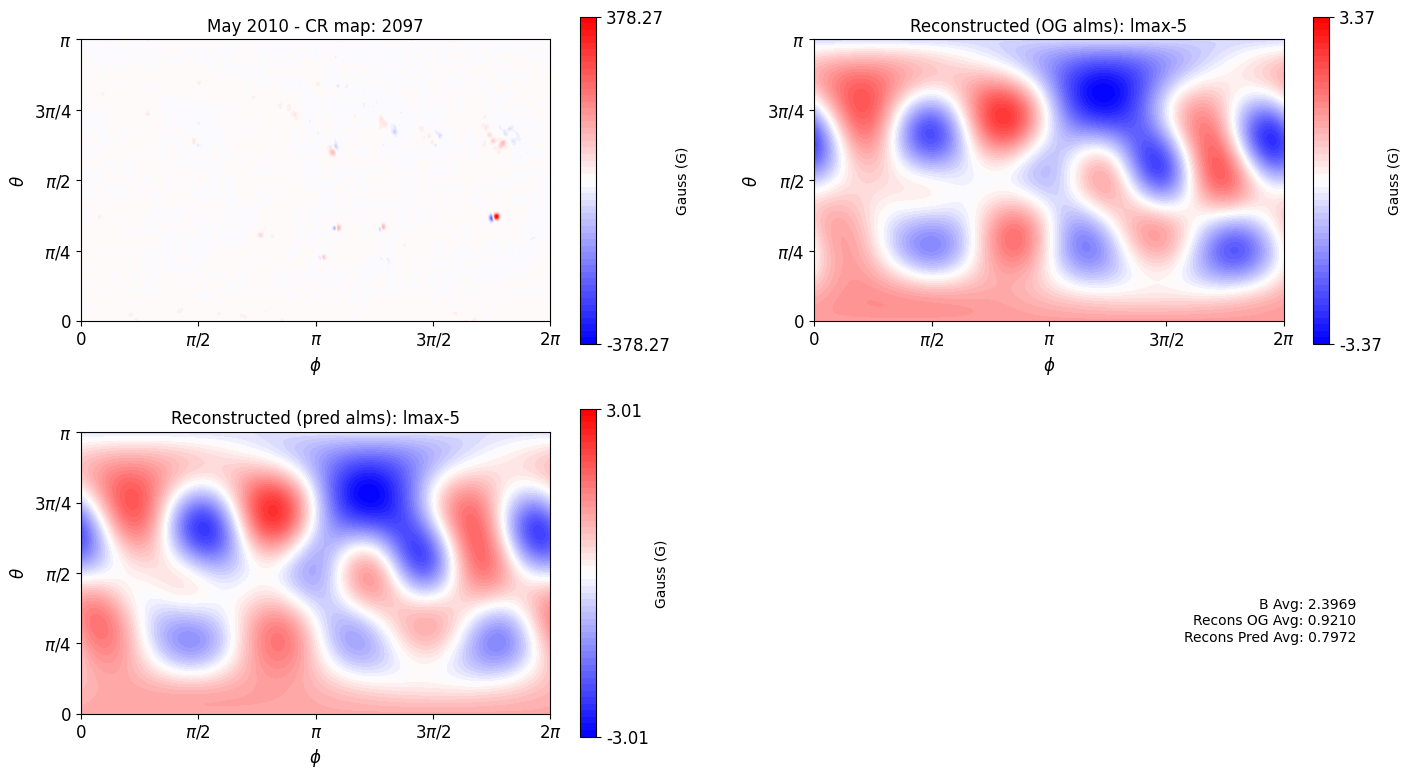 May 2010 - CR map: 2097
π
3π/4
π/2
π/4
0
θ
0
π/2
π
3π/2
2π
ϕ
378.27
-378.27
Gauss (G)
Reconstructed (OG alms): lmax-5
π
3π/4
π/2
π/4
0
θ
0
π/2
π
3π/2
2π
ϕ
3.37
-3.37
Gauss (G)
Reconstructed (pred alms): lmax-5
π
3π/4
π/2
π/4
0
θ
0
π/2
π
3π/2
2π
ϕ
3.01
-3.01
Gauss (G)
B Avg: 2.3969
Recons OG Avg: 0.9210
Recons Pred Avg: 0.7972